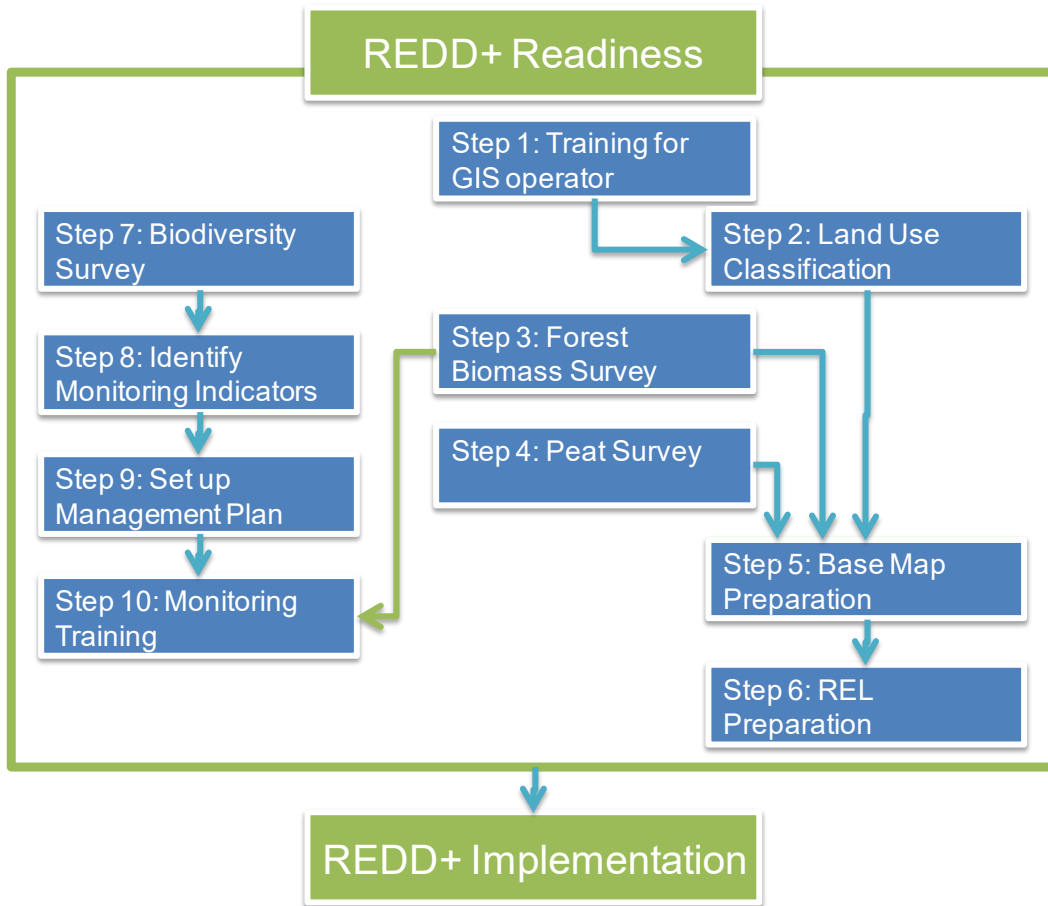 REDD+ Readiness
Step 1: Training for
GIS operator
Step 2: Land Use
Classification
Step 3: Forest
Biomass Survey
Step 4: Peat Survey
Step 5: Base Map
Preparation
Step 6: REL
Preparation
Step 7: Biodiversity
Survey
Step 8: Identify
Monitoring Indicators
Step 9: Set up
Management Plan
Step 10: Monitoring
Training
REDD+ Implementation